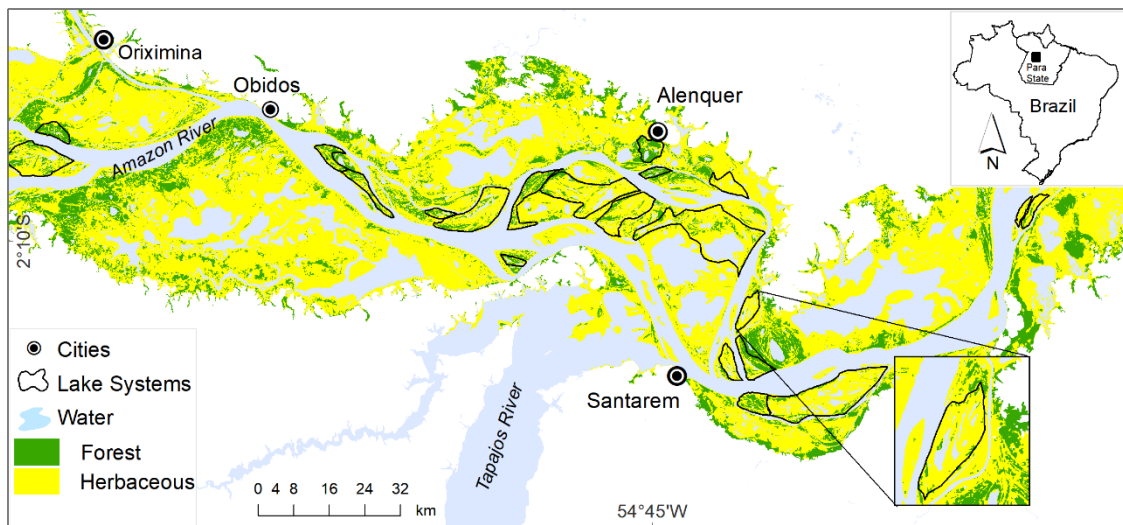 Oriximina
Obidos
Alenquer
Para
State
Brazil
N
Amazon River
2°10'S
Cities
Lake Systems
Water
Forest
Herbaceous
Santarem
Tapajos River
0 4 8 16 24 32
km
54°45'W